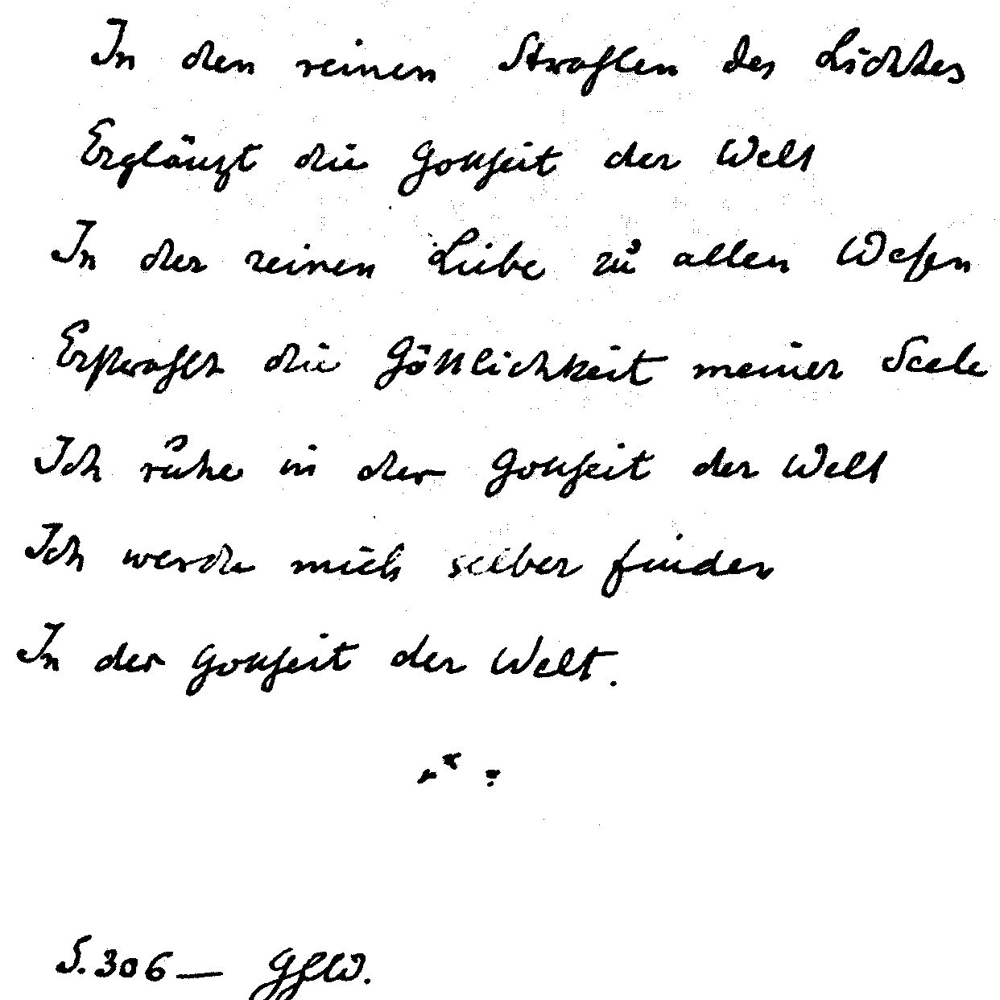 In den reinen Strahlen des Lichtes
Erglänzt die Gottheit der Welt
In der reinen Liebe zu allen Wesen
Erstrahlt die Göttlichkeit meiner Seele
Ich ruhe in der Gottheit der Welt
Ich werde mich selber finden
In der Gottheit der Welt.
S. 306 —